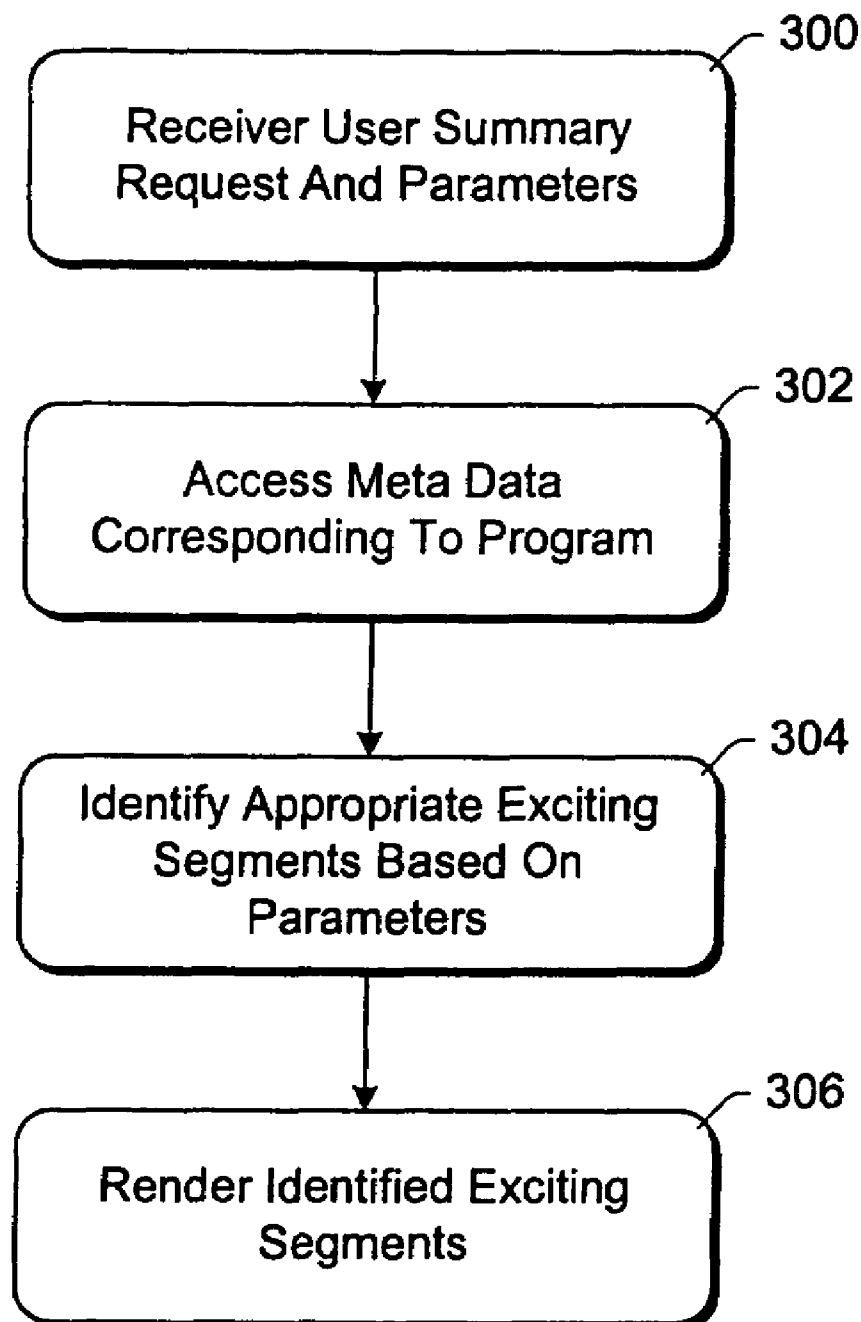 300
Receiver User Summary
Request And Parameters
302
Access Meta Data
Corresponding To Program
304
Identify Appropriate Exciting
Segments Based On
Parameters
306
Render Identified Exciting
Segments